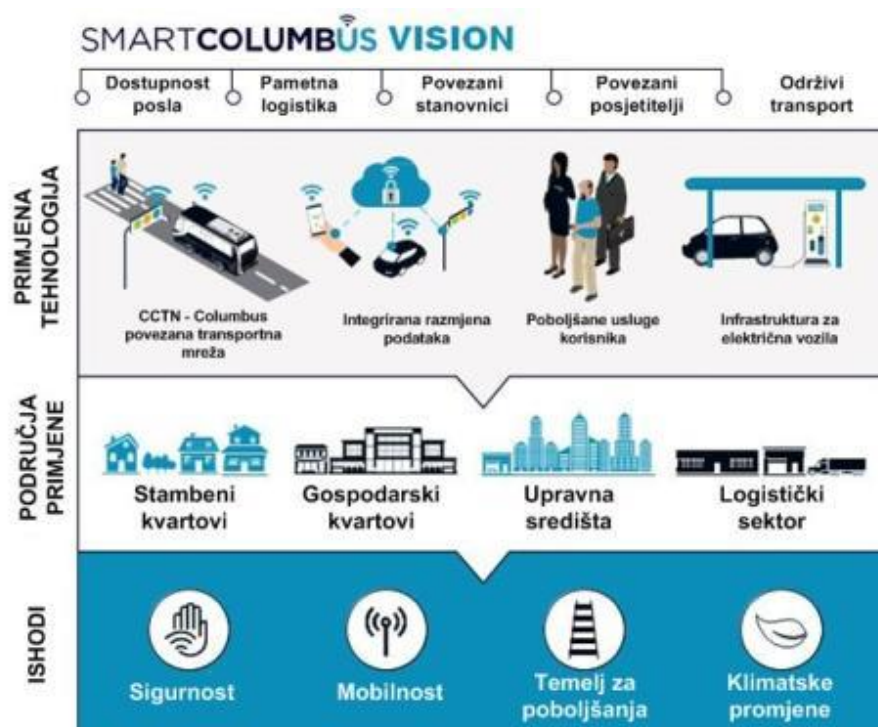 SMARTCOLUMBUS VISION
Dostupnost posla
Pametna logistika
Povezani stanovnici
Povezani posjetitelji
Održivi transport
PRIMJENA TEHNOLOGIJA
CCTN - Columbus
povezana transportna
mreža
Integrirana razmjena
podataka
Poboljšane usluge
korisnika
Infrastruktura za
električna vozila
PODRUČJA PRIMJENE
Stambeni
kvartovi
Gospodarski
kvartovi
Upravna
središta
Logistički
sektor
ISHODI
Sigurnost
Mobilnost
Temelj za
poboljšanja
Klimatske
promjene